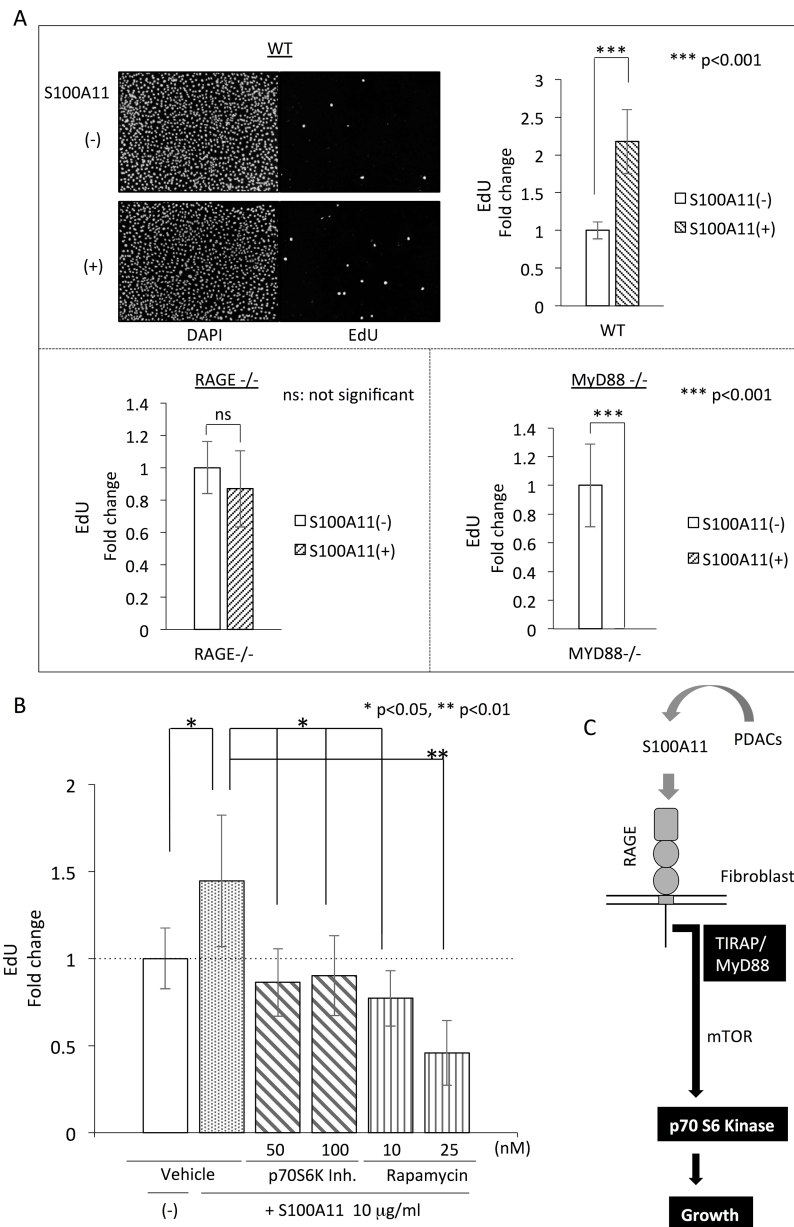 A
WT
S100A11
(-)
(+)
DAPI
EdU
***
*** p<0.001
3
2.5
2
1.5
1
0.5
0
EdU
Fold change
S100A11(-)
S100A11(+)
WT
RAGE -/-
ns: not significant
ns
1.4
1.2
1
0.8
0.6
0.4
0.2
0
EdU
Fold change
S100A11(-)
S100A11(+)
RAGE-/-
MyD88 -/-
*** p<0.001
***
1.4
1.2
1
0.8
0.6
0.4
0.2
0
EdU
Fold change
S100A11(-)
S100A11(+)
MYD88-/-
B
* p<0.05, ** p<0.01
*
*
**
2
1.5
1
0.5
0
EdU
Fold change
50 100 10 25 (nM)
Vehicle p70S6K Inh. Rapamycin
(-) + S100A11 10 μg/ml
C
S100A11
PDACs
RAGE
Fibroblast
TIRAP/
MyD88
mTOR
p70 S6 Kinase
Growth